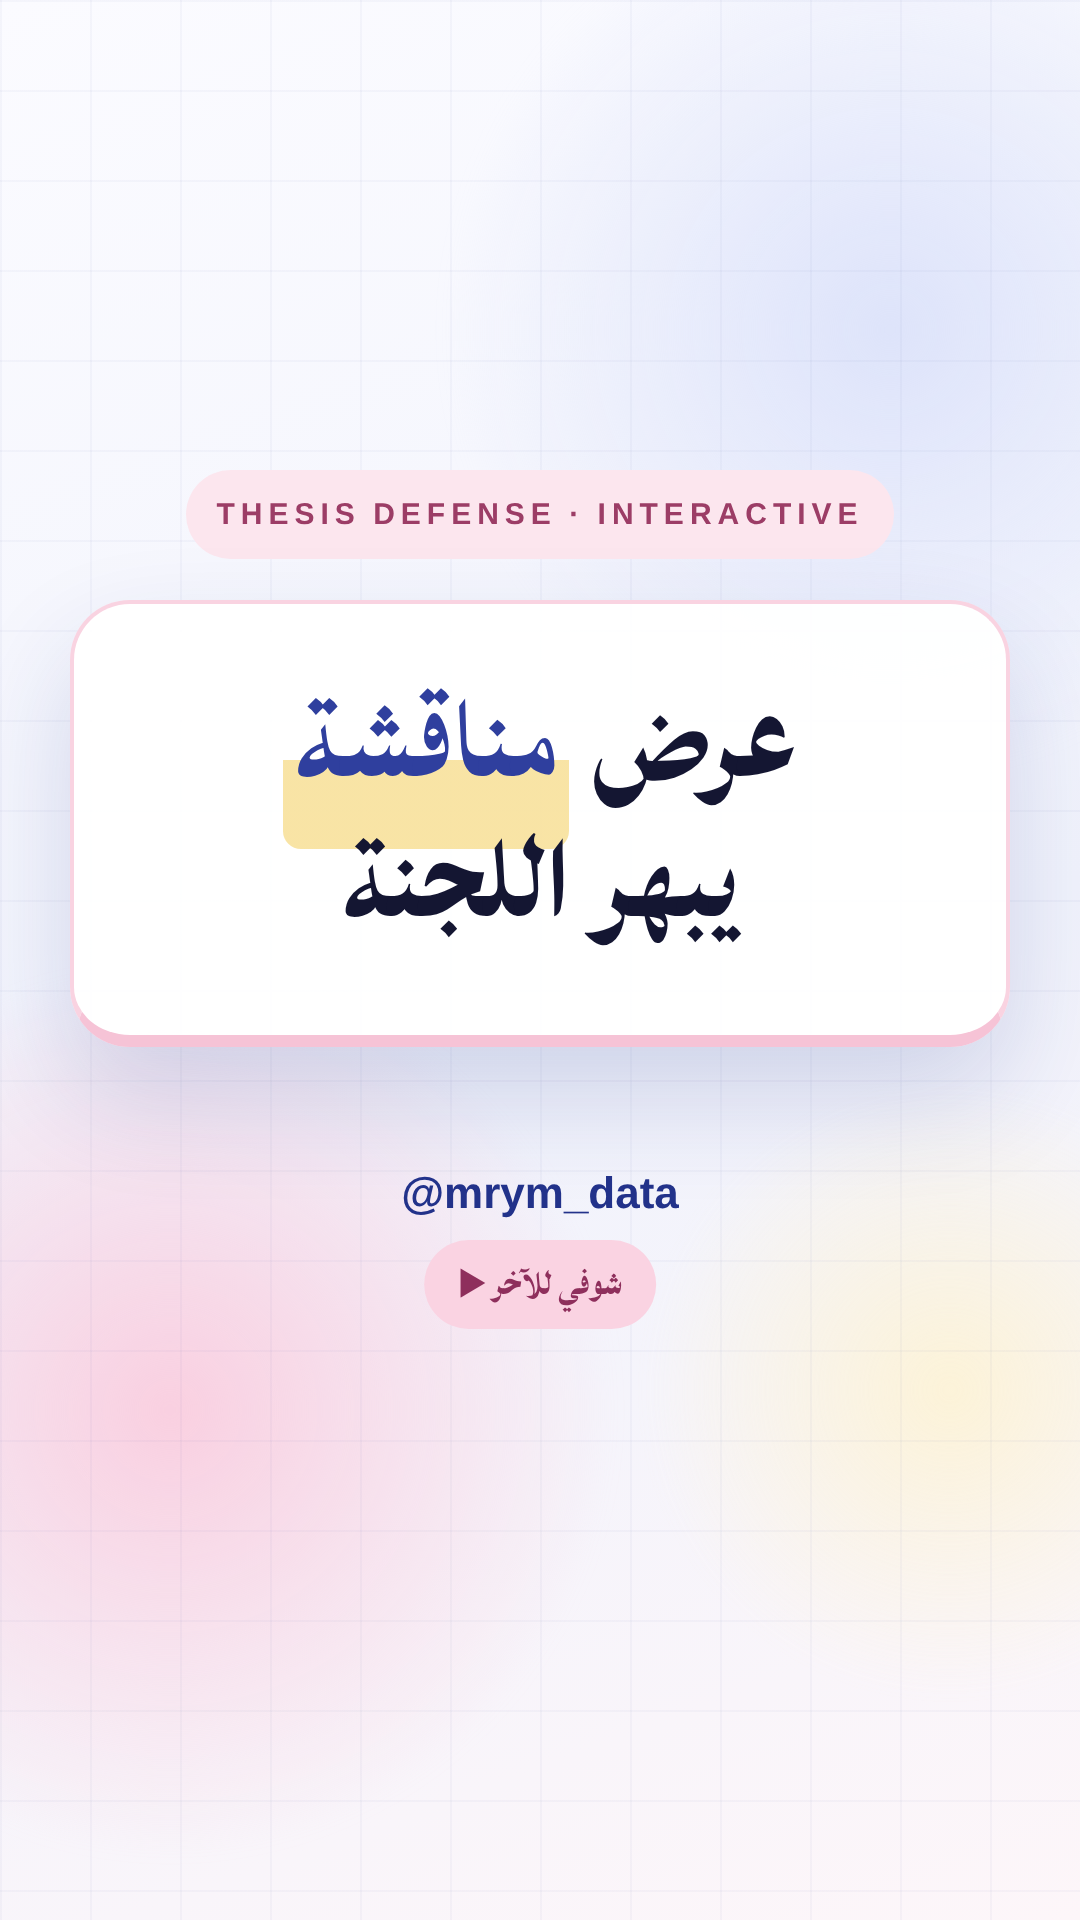 THESIS DEFENSE · INTERACTIVE
عرض مناقشة
يبهر اللجنة
@mrym_data
شوفي للآخر ▶